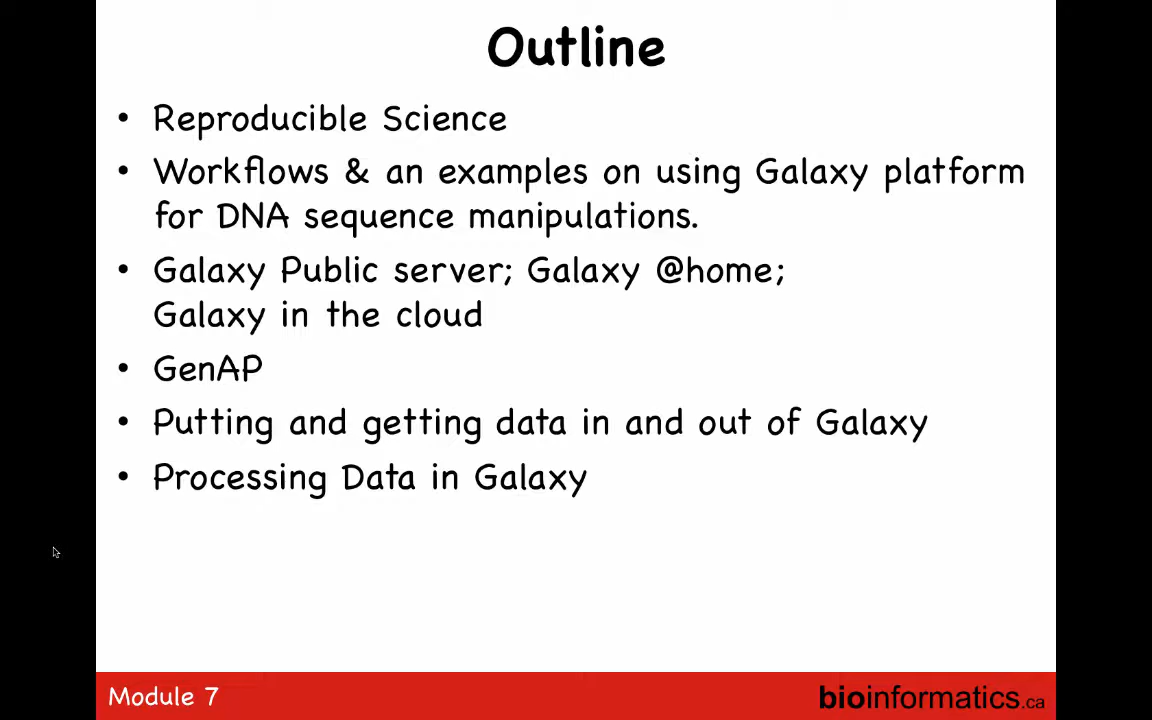 Outline
• Reproducible Science
• Workflows & an examples on using Galaxy platform
for DNA sequence manipulations.
• Galaxy Public server; Galaxy @home;
Galaxy in the cloud
• GenAP
• Putting and getting data in and out of Galaxy
• Processing Data in Galaxy
Module 7
bioinformatics.ca